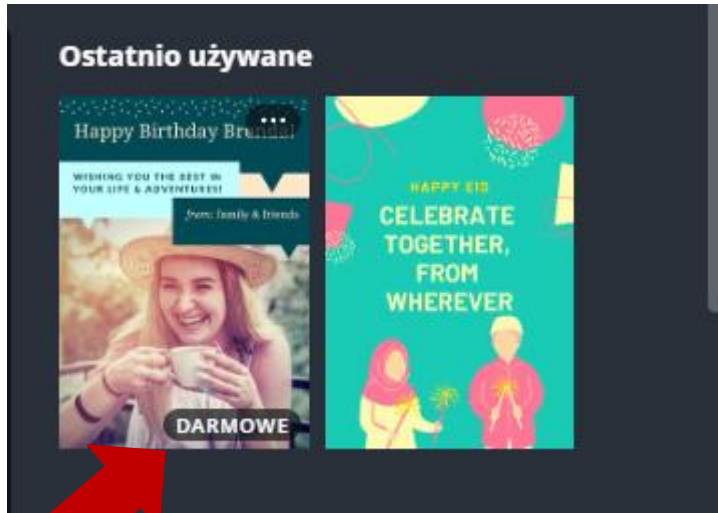 Ostatnio używane
Happy Birthday Brenda!
WISHING YOU THE BEST IN
YOUR LIFE & ADVENTURES!
from: family & friends
DARMOWE
HAPPY EID
CELEBRATE
TOGETHER,
FROM
WHEREVER